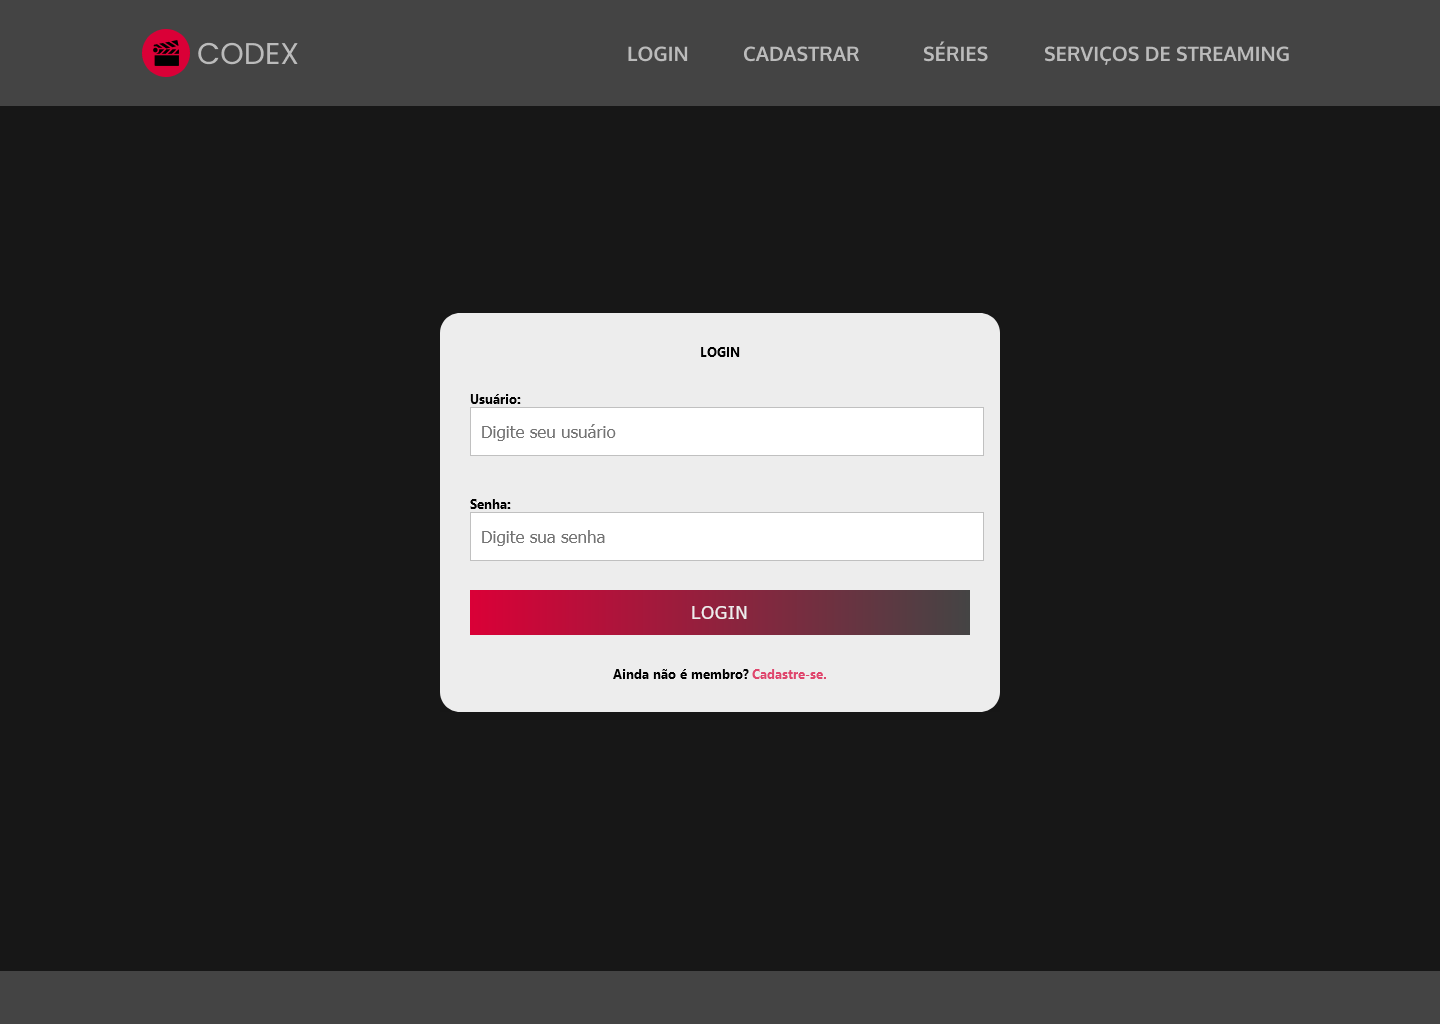 CODEX LOGIN CADASTRAR SÉRIES SERVIÇOS DE STREAMING
LOGIN
Usuário:
Digite seu usuário
Senha:
Digite sua senha
LOGIN
Ainda não é membro? Cadastre-se.